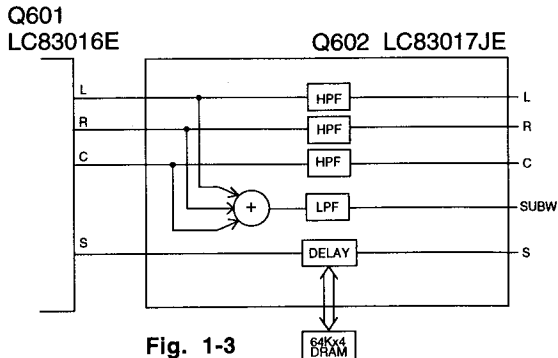 Q601
LC83016E
Q602 LC83017JE
L
HPF
L
R
HPF
R
C
HPF
C
+
LPF
SUBW
S
DELAY
S
64Kx4
DRAM
Fig. 1-3